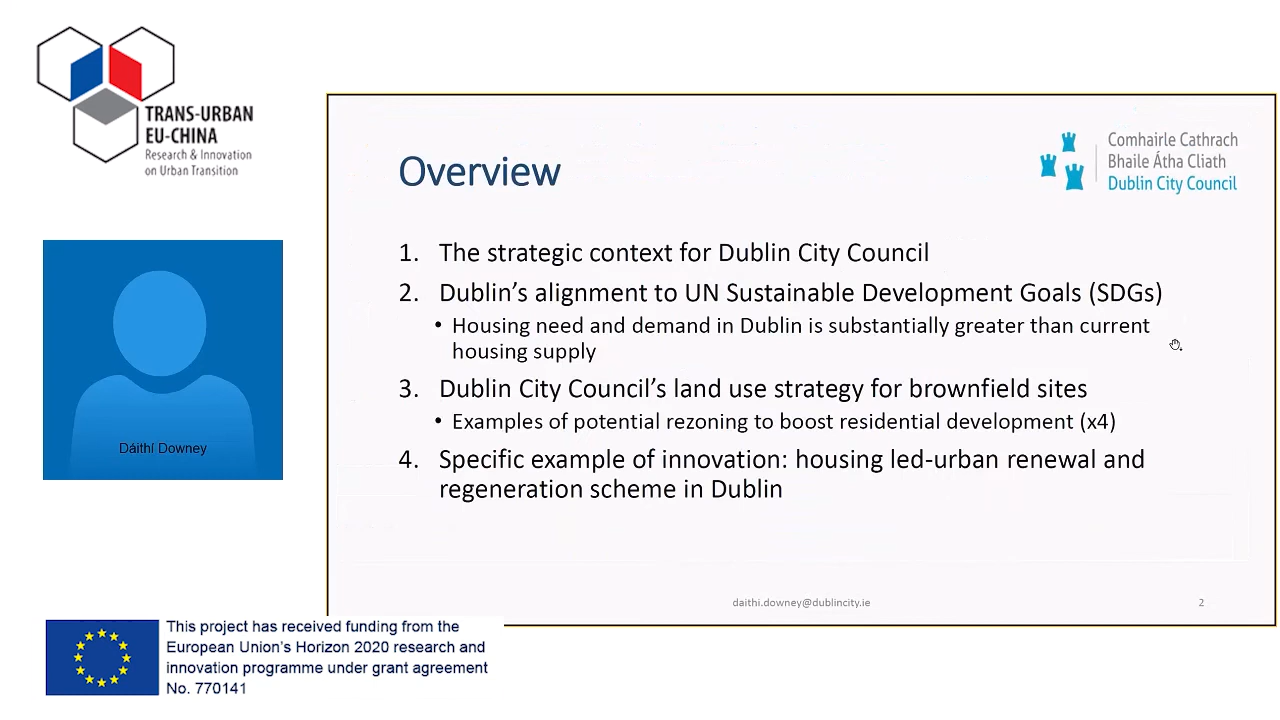 TRANS-URBAN
EU-CHINA
Research & Innovation
on Urban Transition
Overview
Comhairle Cathrach
Bhaile Átha Cliath
Dublin City Council
1. The strategic context for Dublin City Council
2. Dublin’s alignment to UN Sustainable Development Goals (SDGs)
• Housing need and demand in Dublin is substantially greater than current
housing supply
3. Dublin City Council’s land use strategy for brownfield sites
• Examples of potential rezoning to boost residential development (x4)
4. Specific example of innovation: housing led-urban renewal and
regeneration scheme in Dublin
daithi.downey@dublincity.ie
2
Dáithí Downey
This project has received funding from the
European Union’s Horizon 2020 research and
innovation programme under grant agreement
No. 770141